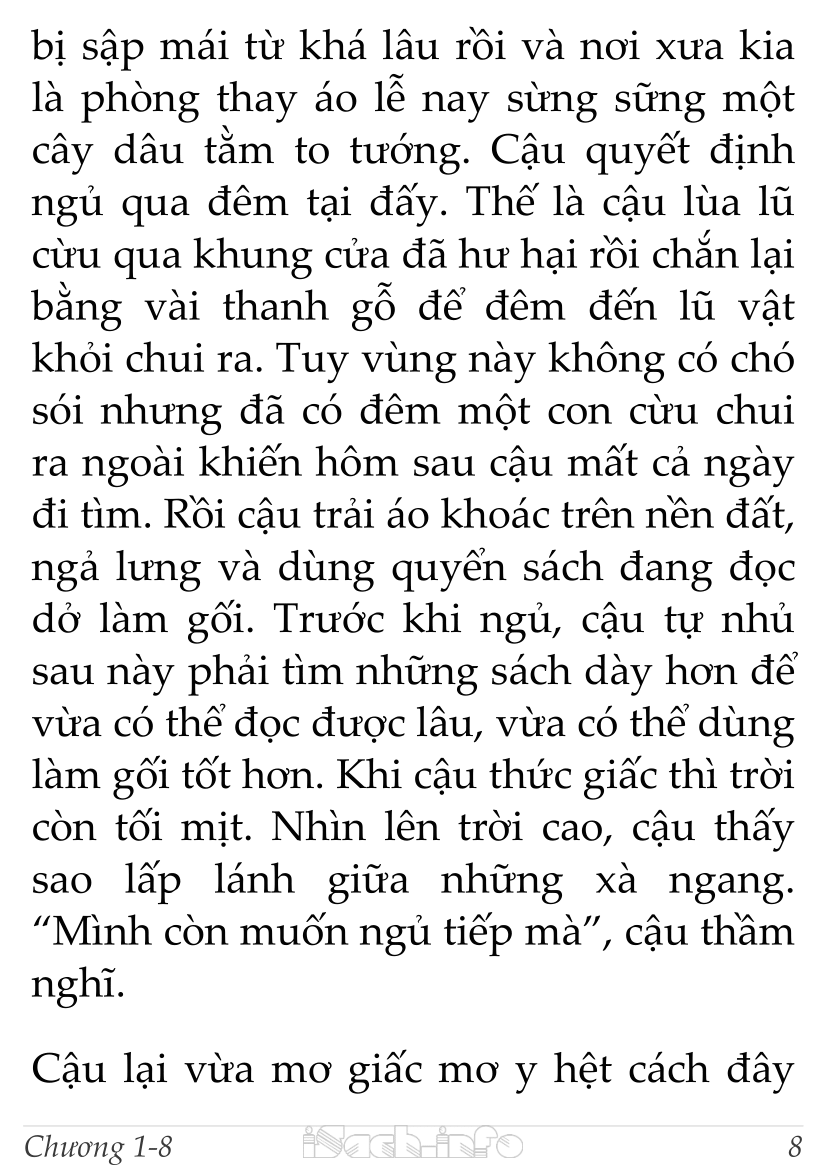 bị sập mái từ khá lâu rồi và nơi xưa kia
là phòng thay áo lễ nay sừng sững một
cây dâu tằm to tướng. Cậu quyết định
ngủ qua đêm tại đấy. Thế là cậu lùa lũ
cừu qua khung cửa đã hư hại rồi chắn lại
bằng vài thanh gỗ để đêm đến lũ vật
khỏi chui ra. Tuy vùng này không có chó
sói nhưng đã có đêm một con cừu chui
ra ngoài khiến hôm sau cậu mất cả ngày
đi tìm. Rồi cậu trải áo khoác trên nền đất,
ngả lưng và dùng quyển sách đang đọc
dở làm gối. Trước khi ngủ, cậu tự nhủ
sau này phải tìm những sách dày hơn để
vừa có thể đọc được lâu, vừa có thể dùng
làm gối tốt hơn. Khi cậu thức giấc thì trời
còn tối mịt. Nhìn lên trời cao, cậu thấy
sao lấp lánh giữa những xà ngang.
“Mình còn muốn ngủ tiếp mà”, cậu thầm
nghĩ.
Cậu lại vừa mơ giấc mơ y hệt cách đây
Chương 1-8 iSach.info 8